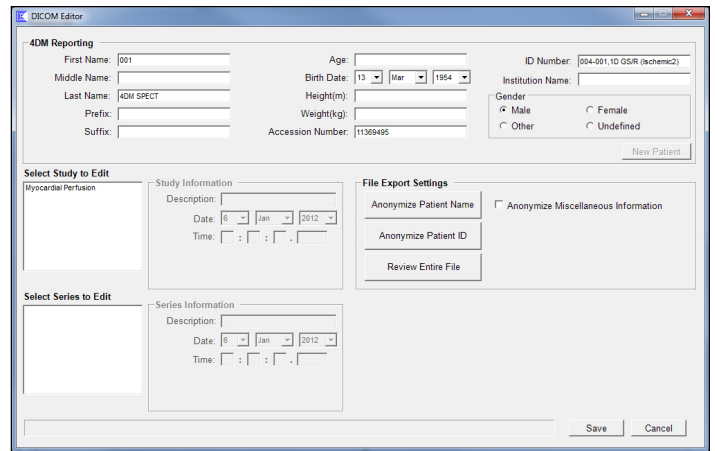 DICOM Editor
4DM Reporting
First Name: 001
Middle Name:
Last Name: 4DM SPECT
Prefix:
Suffix:
Age:
Birth Date: 13 Mar 1954
Height(m):
Weight(kg):
Accession Number: 11369495
ID Number: 004-001,1D GS/R (Ischemic2)
Institution Name:
Gender
Male Female
Other Undefined
New Patient
Select Study to Edit
Myocardial Perfusion
Study Information
Description:
Date: 6 Jan 2012
Time: : : .
File Export Settings
Anonymize Patient Name
Anonymize Miscellaneous Information
Anonymize Patient ID
Review Entire File
Select Series to Edit
Series Information
Description:
Date: 6 Jan 2012
Time: : : .
Save Cancel